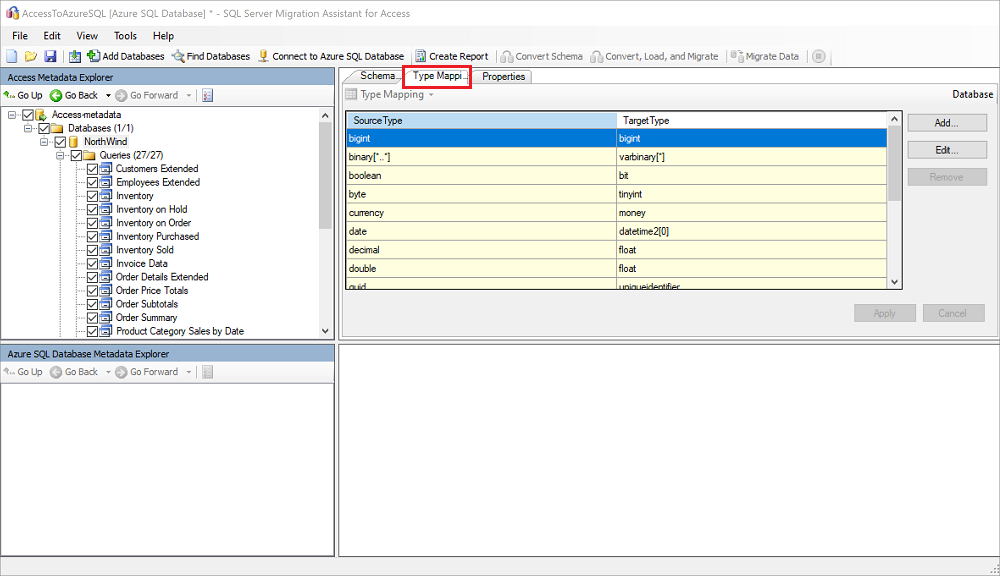 AccessToAzureSQL [Azure SQL Database] * - SQL Server Migration Assistant for Access
File Edit View Tools Help
Add Databases Find Databases Connect to Azure SQL Database Create Report Convert Schema Convert, Load, and Migrate Migrate Data
Access Metadata Explorer
Go Up Go Back Go Forward
Access-metadata
Databases (1/1)
NorthWind
Queries (27/27)
Customers Extended
Employees Extended
Inventory
Inventory on Hold
Inventory on Order
Inventory Purchased
Inventory Sold
Invoice Data
Order Details Extended
Order Price Totals
Order Subtotals
Order Summary
Product Category Sales by Date
Schema... Type Mappi... Properties
Type Mapping Database
SourceType TargetType
bigint bigint
binary[*..*] varbinary[*]
boolean bit
byte tinyint
currency money
date datetime2[0]
decimal float
double float
guid uniqueidentifier
Add...
Edit...
Remove
Apply Cancel
Azure SQL Database Metadata Explorer
Go Up Go Back Go Forward